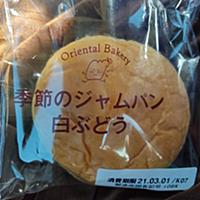 Oriental Bakery
季節のジャムパン
白ぶどう
消費期限 21.03.01/K07